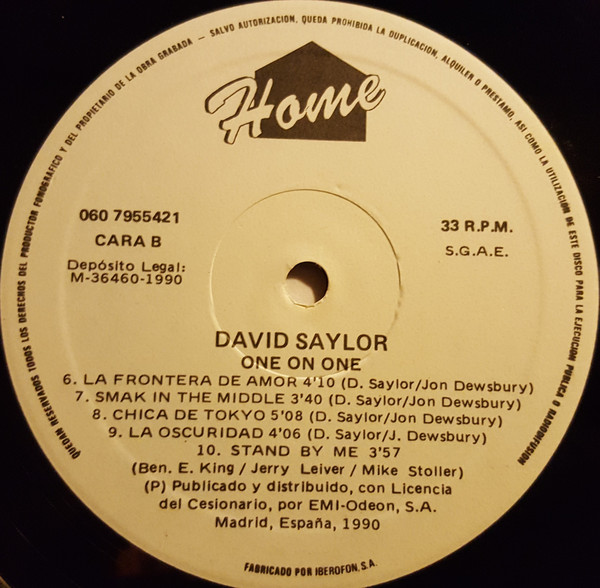 QUEDAN RESERVADOS TODOS LOS DERECHOS DEL PRODUCTOR FONOGRAFICO Y DEL PROPIETARIO DE LA OBRA GRABADA — SALVO AUTORIZACION, QUEDA PROHIBIDA LA DUPLICACION, ALQUILER O PRESTAMO, ASI COMO LA UTILIZACION DE ESTE DISCO PARA LA EJECUCION PUBLICA O RADIODIFUSION
Home
060 7955421
CARA B
Depósito Legal:
M-36460-1990
33 R.P.M.
S.G.A.E.
DAVID SAYLOR
ONE ON ONE
6. LA FRONTERA DE AMOR 4'10 (D. Saylor/Jon Dewsbury)
7. SMAK IN THE MIDDLE 3'40 (D. Saylor/Jon Dewsbury)
8. CHICA DE TOKYO 5'08 (D. Saylor/Jon Dewsbury)
9. LA OSCURIDAD 4'06 (D. Saylor/J. Dewsbury)
10. STAND BY ME 3'57
(Ben. E. King / Jerry Leiver / Mike Stoller)
(P) Publicado y distribuido, con Licencia
del Cesionario, por EMI-Odeon, S.A.
Madrid, España, 1990
FABRICADO POR IBEROFON, S.A.